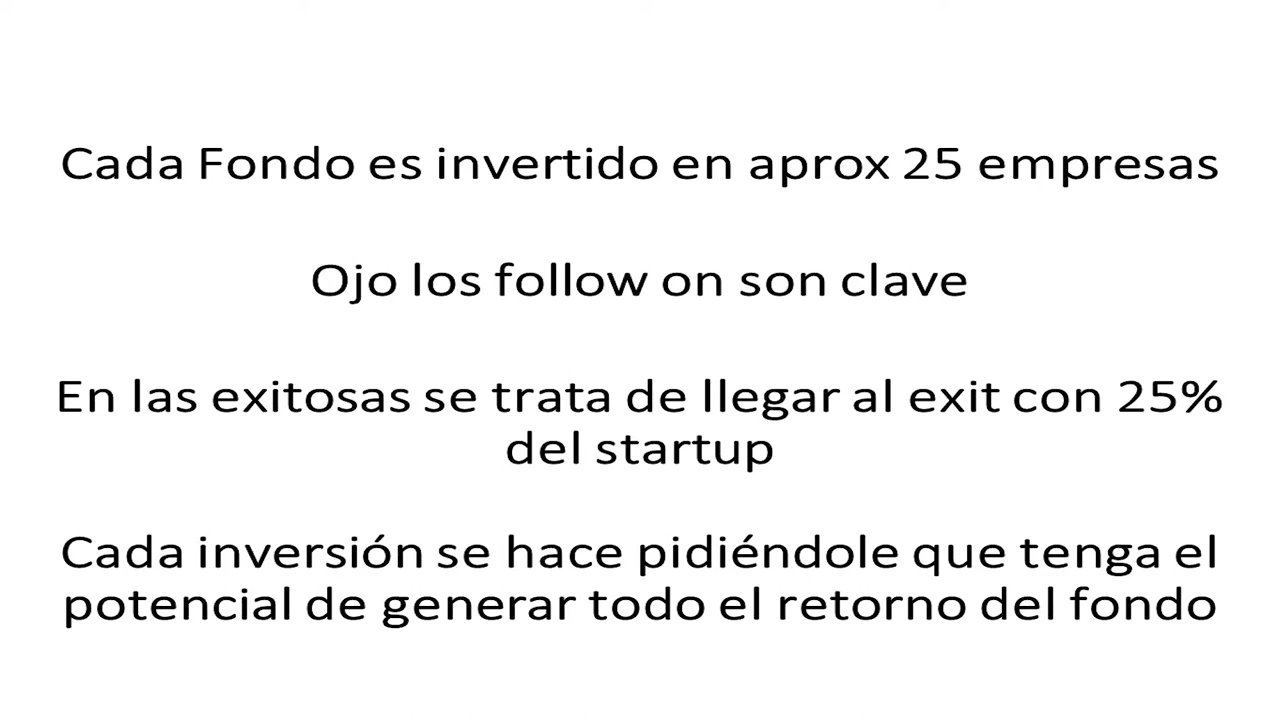 Cada Fondo es invertido en aprox 25 empresas
Ojo los follow on son clave
En las exitosas se trata de llegar al exit con 25%
del startup
Cada inversión se hace pidiéndole que tenga el
potencial de generar todo el retorno del fondo